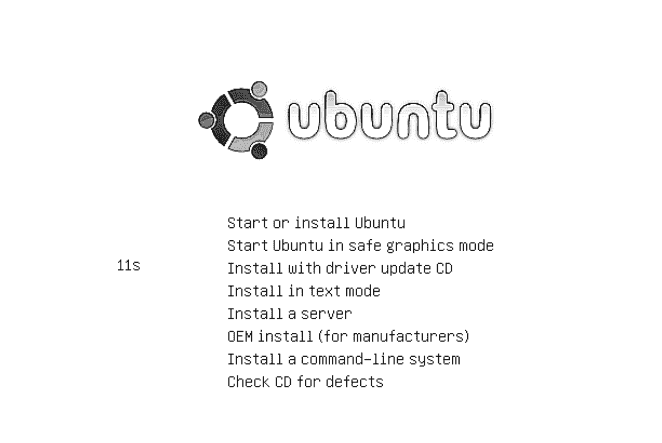 ubuntu
Start or install Ubuntu
Start Ubuntu in safe graphics mode
11s
Install with driver update CD
Install in text mode
Install a server
OEM install (for manufacturers)
Install a command-line system
Check CD for defects